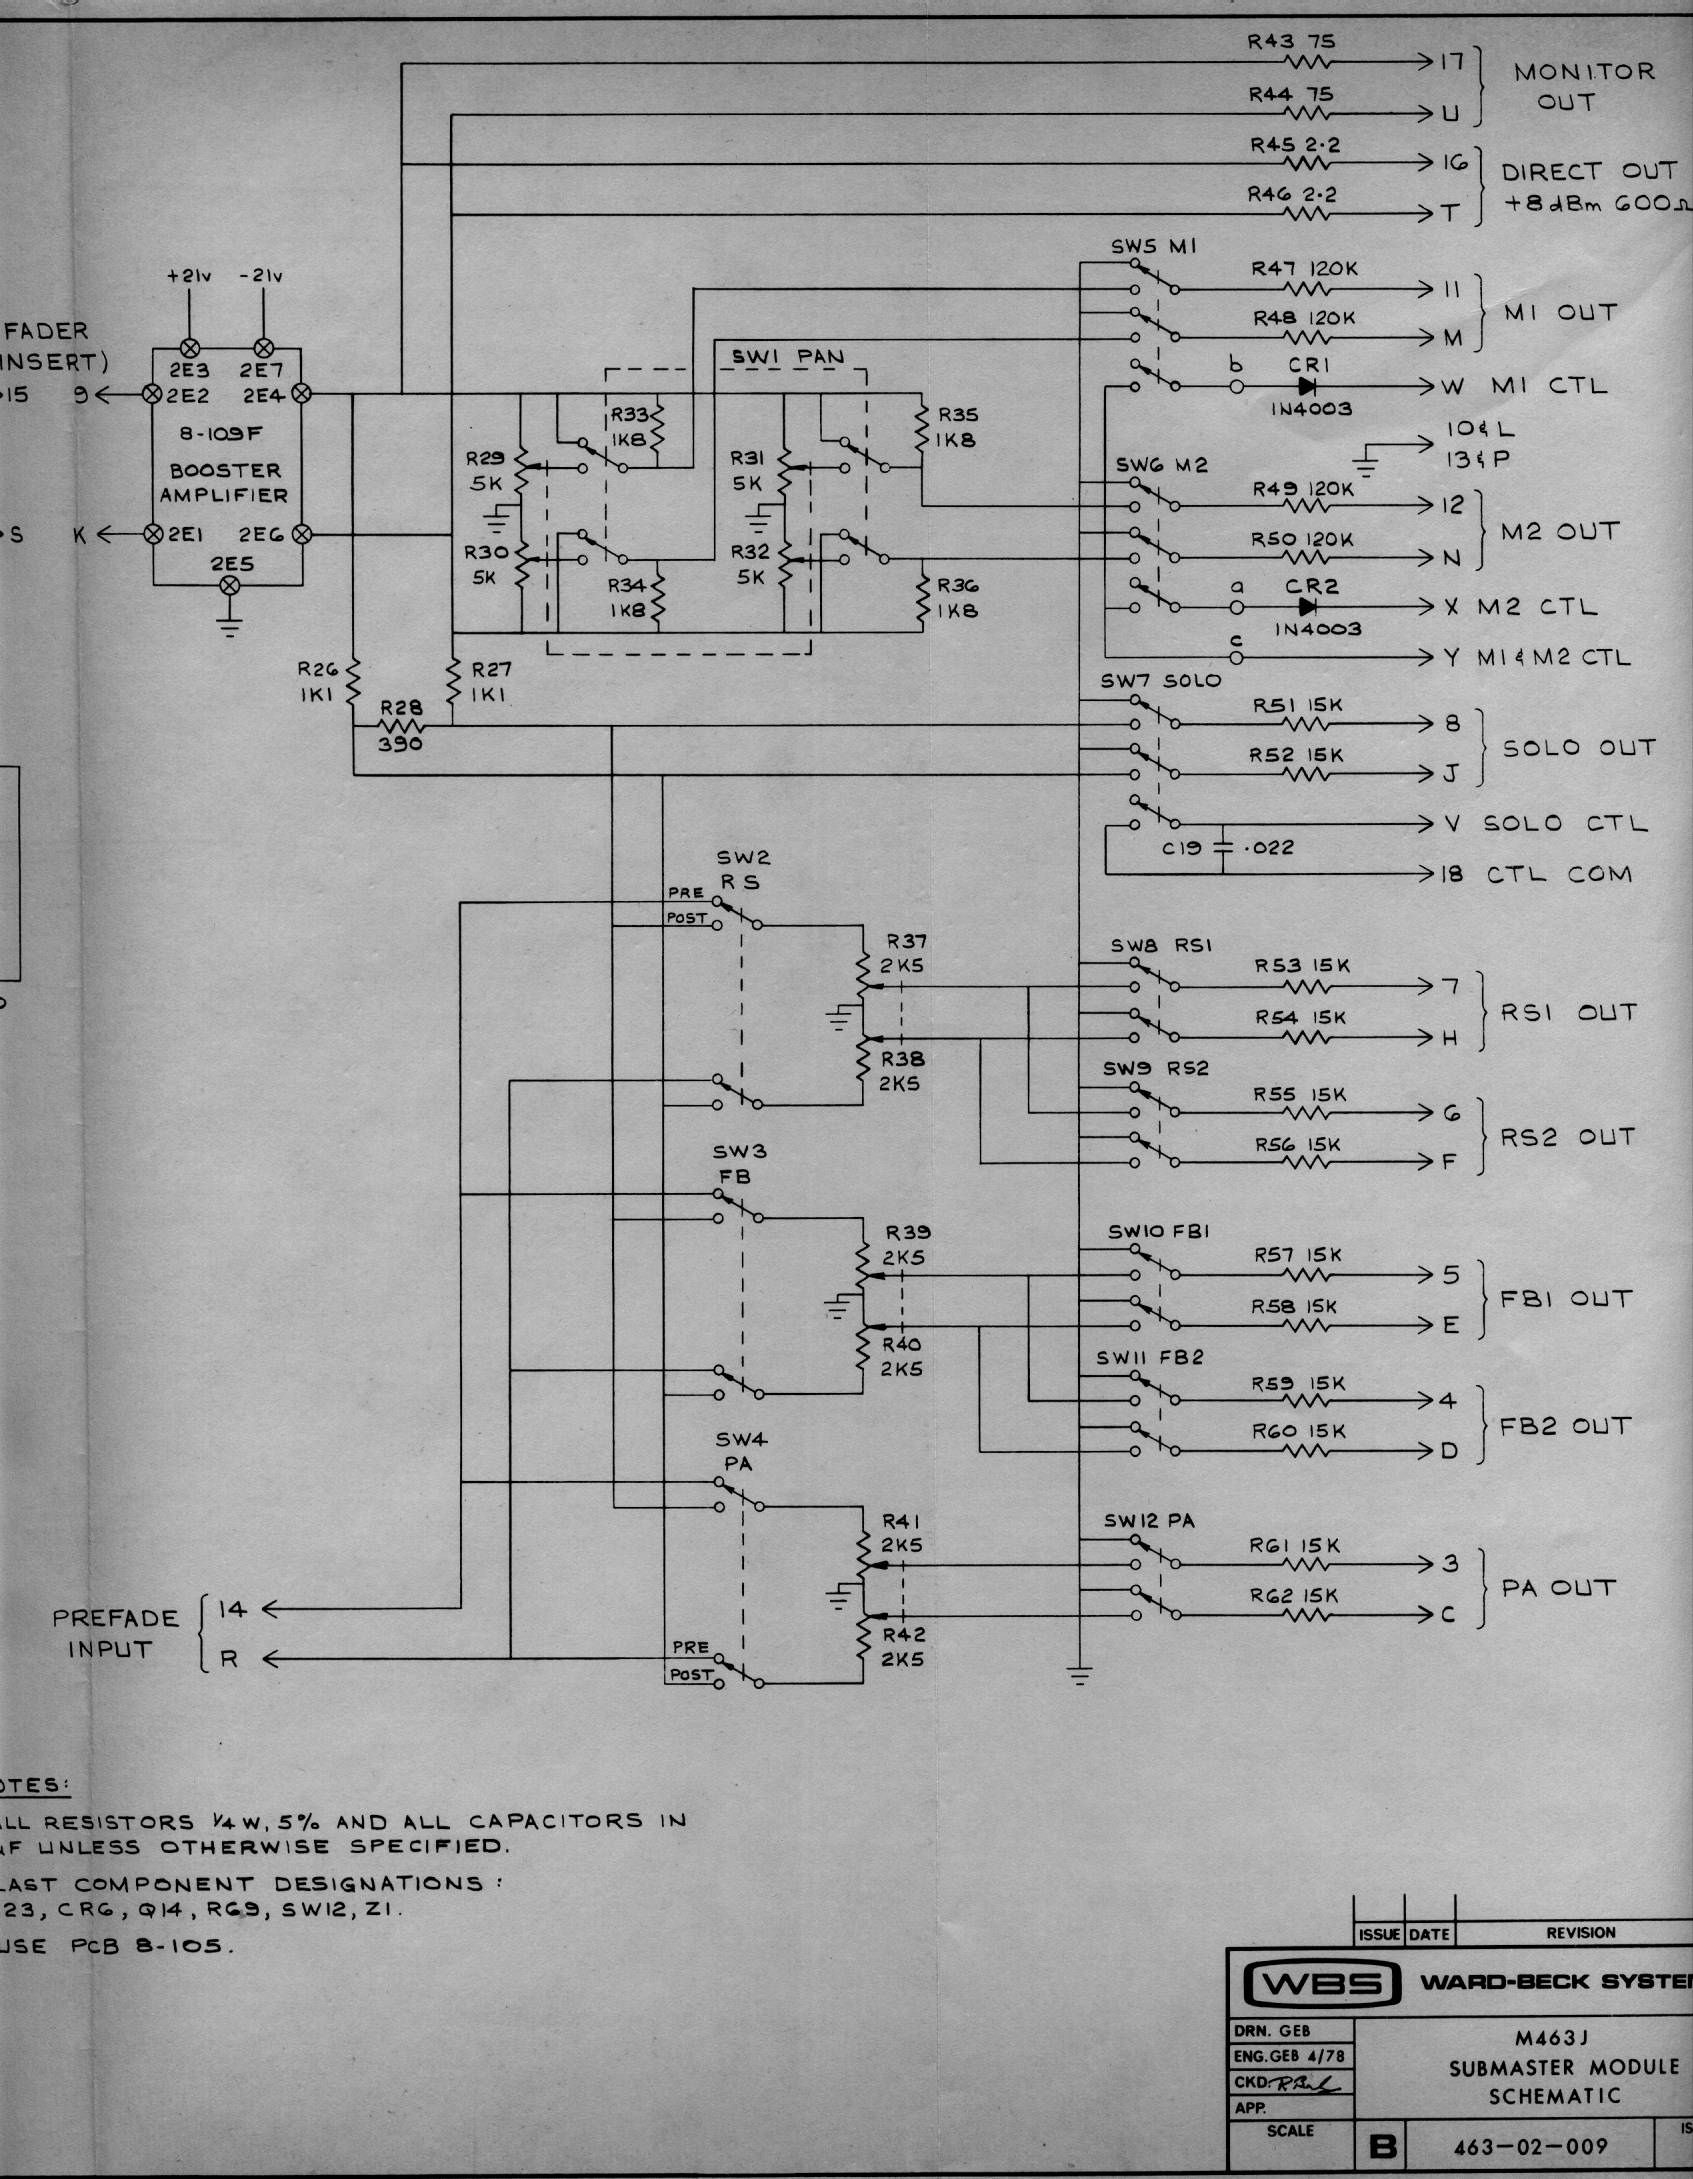 R43 75
17
MONITOR
OUT
R44 75
U
R45 2.2
16
DIRECT OUT
+8dBm 600Ω
R46 2.2
T
SW5 M1
R47 120K
11
M1 OUT
R48 120K
M
b
CR1
1N4003
W M1 CTL
10 & L
13 & P
+21v -21v
FADER
INSERT)
15 9
2E3 2E7
2E2 2E4
8-109F
BOOSTER
AMPLIFIER
S K
2E1 2E6
2E5
SW1 PAN
R33
1K8
R35
1K8
R29
5K
R31
5K
R30
5K
R34
1K8
R32
5K
R36
1K8
SW6 M2
R49 120K
12
M2 OUT
R50 120K
N
a
CR2
1N4003
X M2 CTL
c
Y M1 & M2 CTL
R26
1K1
R27
1K1
R28
390
SW7 SOLO
R51 15K
8
SOLO OUT
R52 15K
J
V SOLO CTL
C19 .022
18 CTL COM
SW2
RS
PRE
POST
R37
2K5
R38
2K5
SW8 RS1
R53 15K
7
RS1 OUT
R54 15K
H
SW9 RS2
R55 15K
6
RS2 OUT
R56 15K
F
SW3
FB
R39
2K5
R40
2K5
SW10 FB1
R57 15K
5
FB1 OUT
R58 15K
E
SW11 FB2
R59 15K
4
FB2 OUT
R60 15K
D
SW4
PA
R41
2K5
R42
2K5
SW12 PA
R61 15K
3
PA OUT
R62 15K
C
PREFADE
INPUT
14
R
PRE
POST
OTES:
ALL RESISTORS 1/4 W, 5% AND ALL CAPACITORS IN
F UNLESS OTHERWISE SPECIFIED.
LAST COMPONENT DESIGNATIONS:
23, CR6, Q14, R69, SW12, Z1.
USE PCB 8-105.
ISSUE DATE REVISION
WBS WARD-BECK SYSTE
DRN. GEB
ENG. GEB 4/78
CKD.
APP.
SCALE
M463J
SUBMASTER MODULE
SCHEMATIC
B 463-02-009
IS